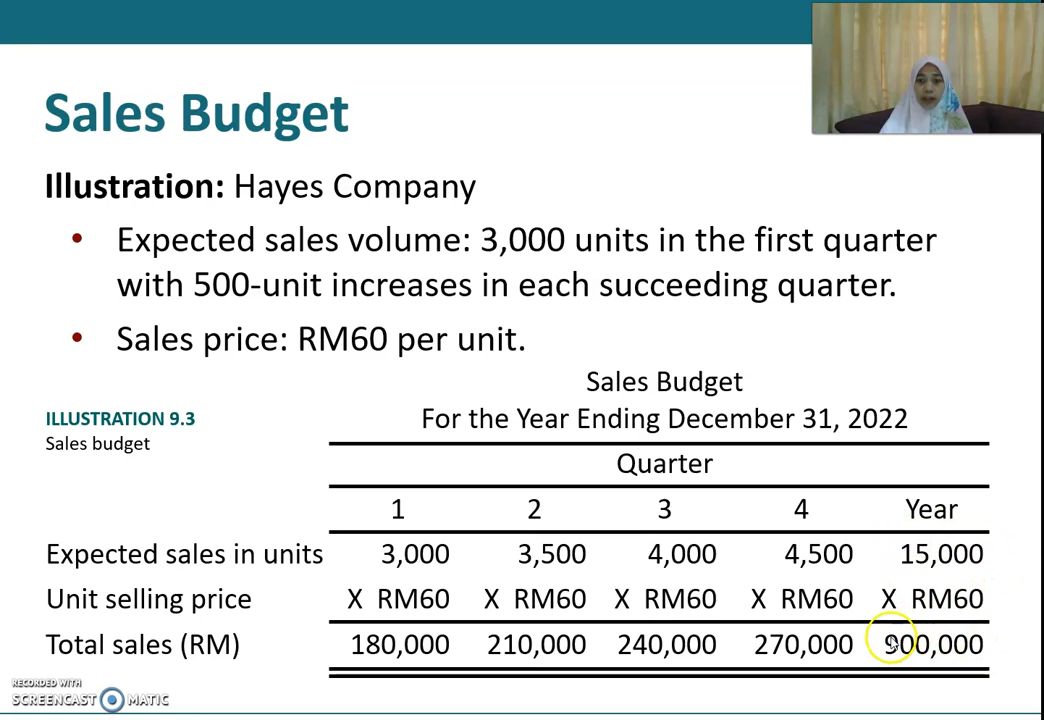 Sales Budget
Illustration: Hayes Company
• Expected sales volume: 3,000 units in the first quarter
with 500-unit increases in each succeeding quarter.
• Sales price: RM60 per unit.
Sales Budget
ILLUSTRATION 9.3
For the Year Ending December 31, 2022
Sales budget
Quarter
1 2 3 4 Year
Expected sales in units 3,000 3,500 4,000 4,500 15,000
Unit selling price X RM60 X RM60 X RM60 X RM60 X RM60
Total sales (RM) 180,000 210,000 240,000 270,000 900,000
RECORDED WITH
SCREENCAST MATIC